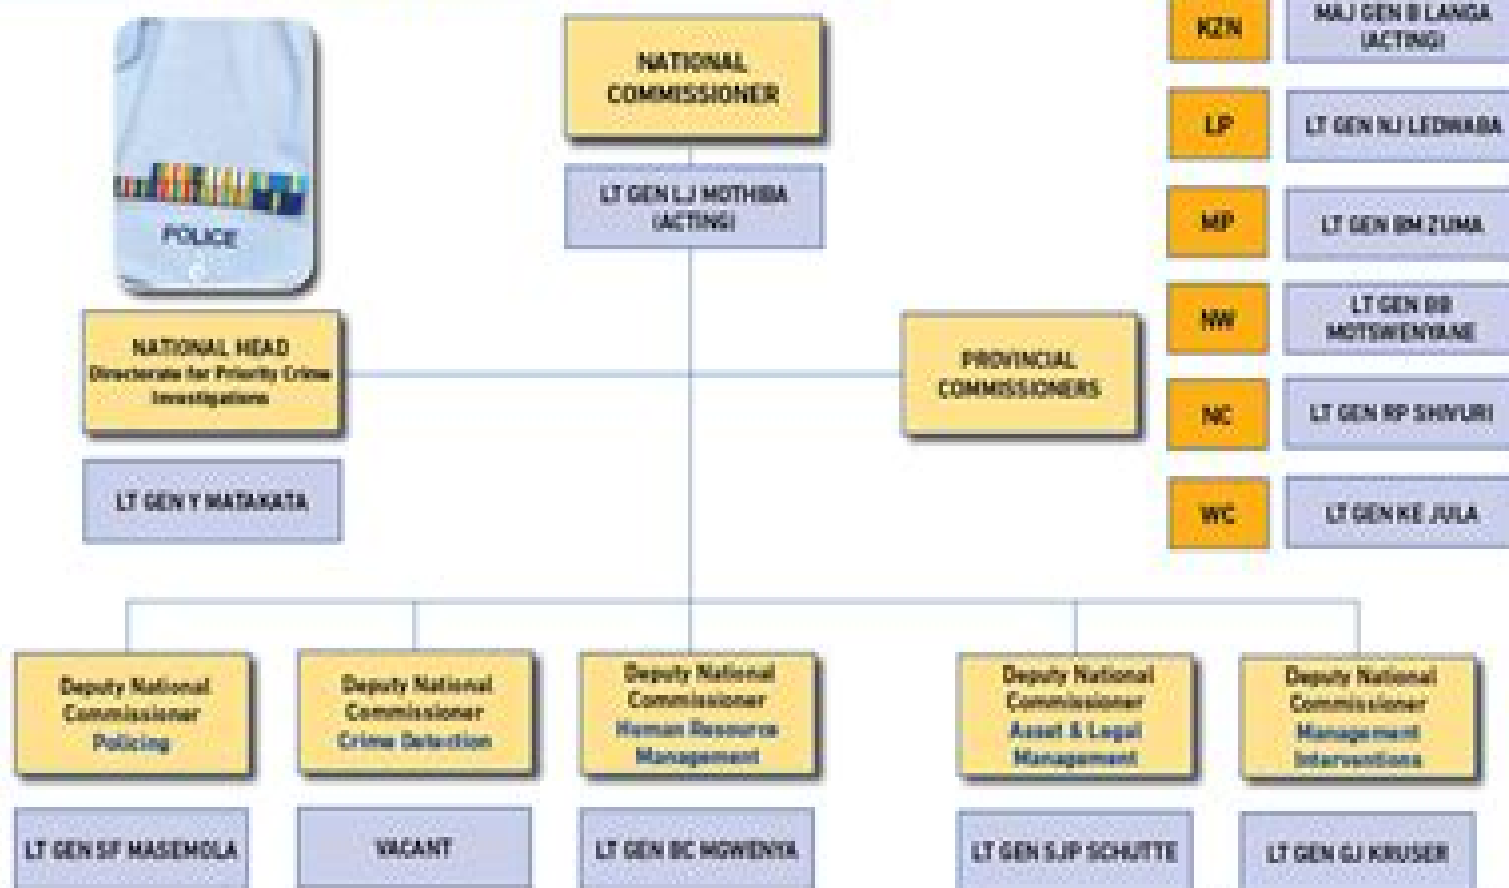 POLICE
NATIONAL
COMMISSIONER
LT GEN LJ MOTHIBA
(ACTING)
NATIONAL HEAD
Directorate for Priority Crime
Investigations
LT GEN Y MATAKATA
PROVINCIAL
COMMISSIONERS
KZN
MAJ GEN B LANGA
(ACTING)
LP
LT GEN NJ LEDWABA
MP
LT GEN BM ZUMA
NW
LT GEN BB
MOTSWENYANE
NC
LT GEN RP SHIVURI
WC
LT GEN KE JULA
Deputy National
Commissioner
Policing
LT GEN SF MASEMOLA
Deputy National
Commissioner
Crime Detection
VACANT
Deputy National
Commissioner
Human Resource
Management
LT GEN BC MGWENYA
Deputy National
Commissioner
Asset & Legal
Management
LT GEN SJP SCHUTTE
Deputy National
Commissioner
Management
Interventions
LT GEN GJ KRUSER